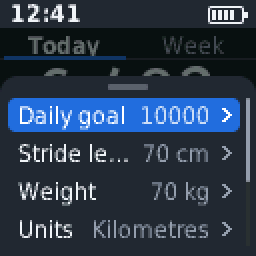 12:41
Today Week
Daily goal 10000
Stride le... 70 cm
Weight 70 kg
Units Kilometres